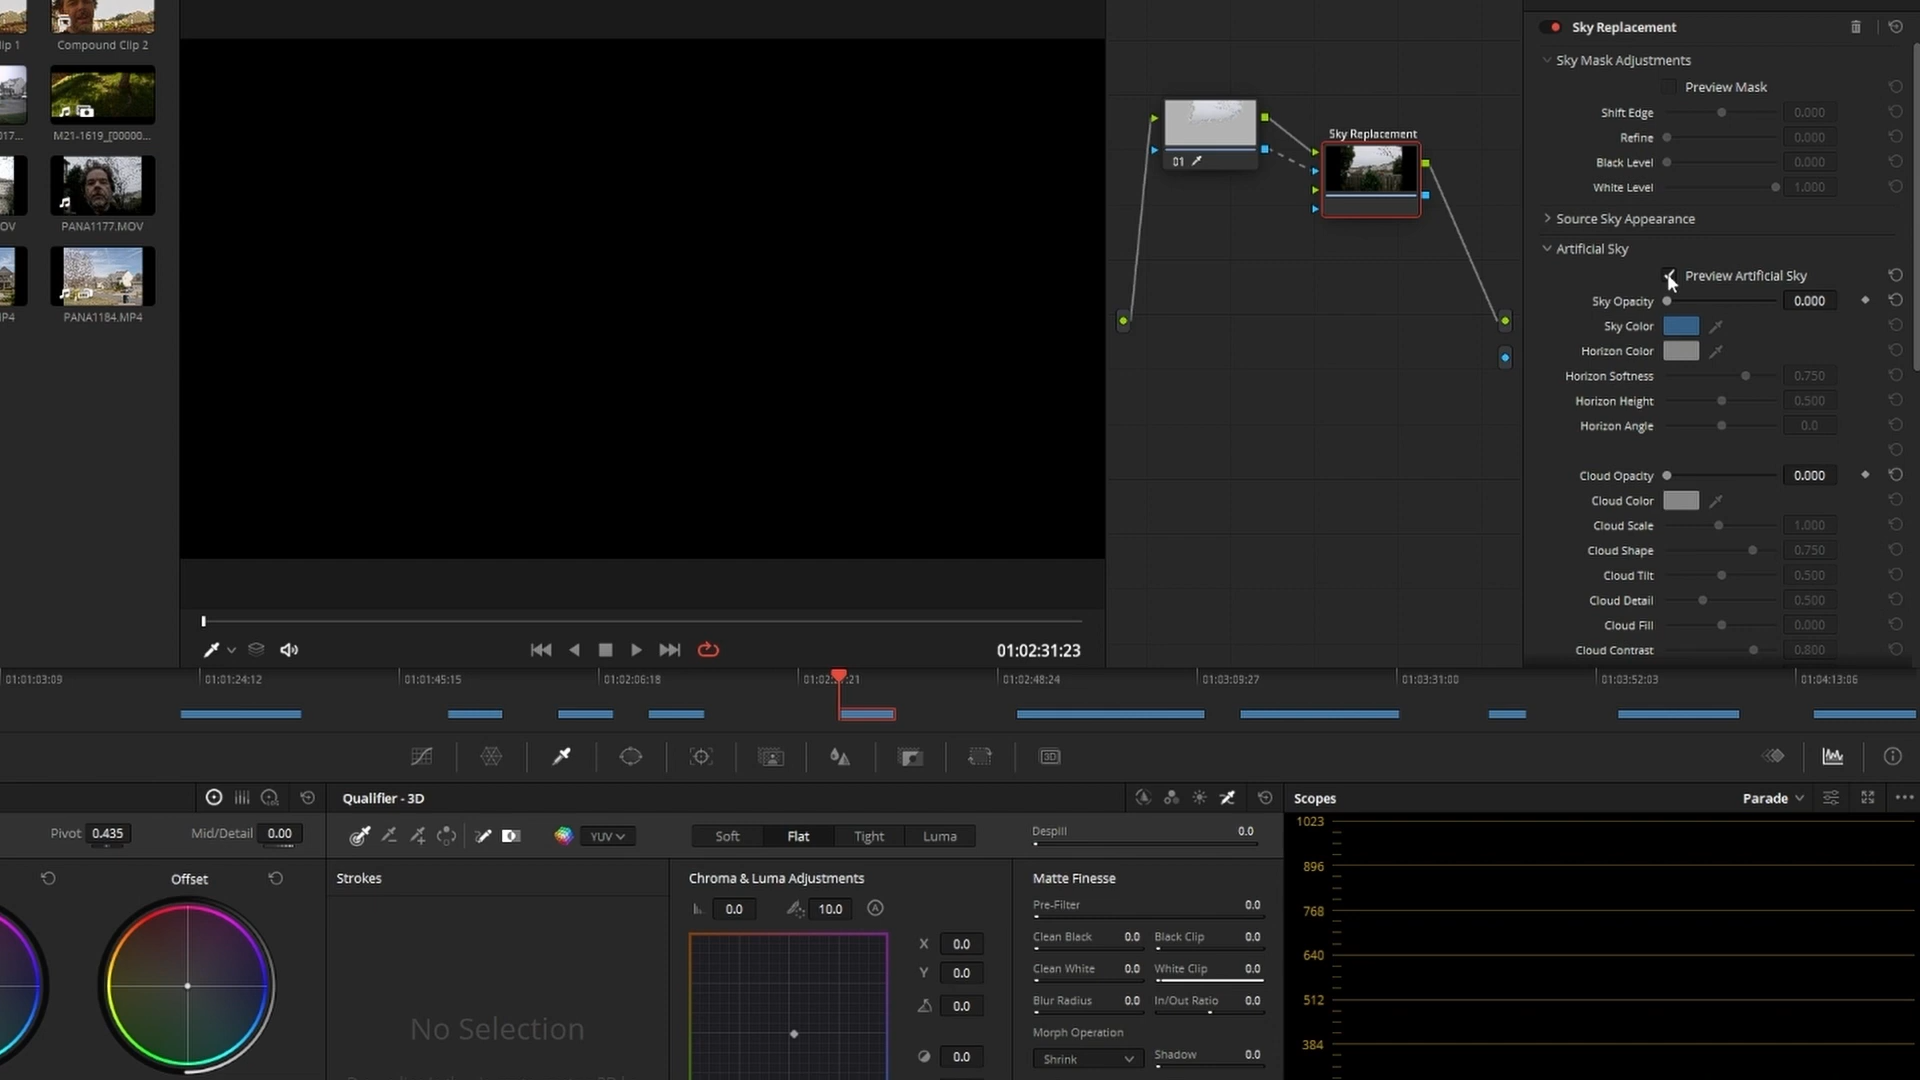 lip 1
Compound Clip 2
017...
M21-1619_[00000...
OV
PANA1177.MOV
IP4
PANA1184.MP4
01
Sky Replacement
01:02:31:23
Sky Replacement
Sky Mask Adjustments
Preview Mask
Shift Edge 0.000
Refine 0.000
Black Level 0.000
White Level 1.000
Source Sky Appearance
Artificial Sky
Preview Artificial Sky
Sky Opacity 0.000
Sky Color
Horizon Color
Horizon Softness 0.750
Horizon Height 0.500
Horizon Angle 0.0
Cloud Opacity 0.000
Cloud Color
Cloud Scale 1.000
Cloud Shape 0.750
Cloud Tilt 0.500
Cloud Detail 0.500
Cloud Fill 0.000
Cloud Contrast 0.800
01:01:03:09 01:01:24:12 01:01:45:15 01:02:06:18 01:02: :21 01:02:48:24 01:03:09:27 01:03:31:00 01:03:52:03 01:04:13:06
3D
Pivot 0.435 Mid/Detail 0.00
Offset
Qualifier - 3D
YUV
Soft Flat Tight Luma
Despill 0.0
Strokes
No Selection
Chroma & Luma Adjustments
0.0 10.0 A
X 0.0
Y 0.0
0.0
0.0
Matte Finesse
Pre-Filter 0.0
Clean Black 0.0 Black Clip 0.0
Clean White 0.0 White Clip 0.0
Blur Radius 0.0 In/Out Ratio 0.0
Morph Operation
Shrink Shadow 0.0
Scopes Parade
1023
896
768
640
512
384